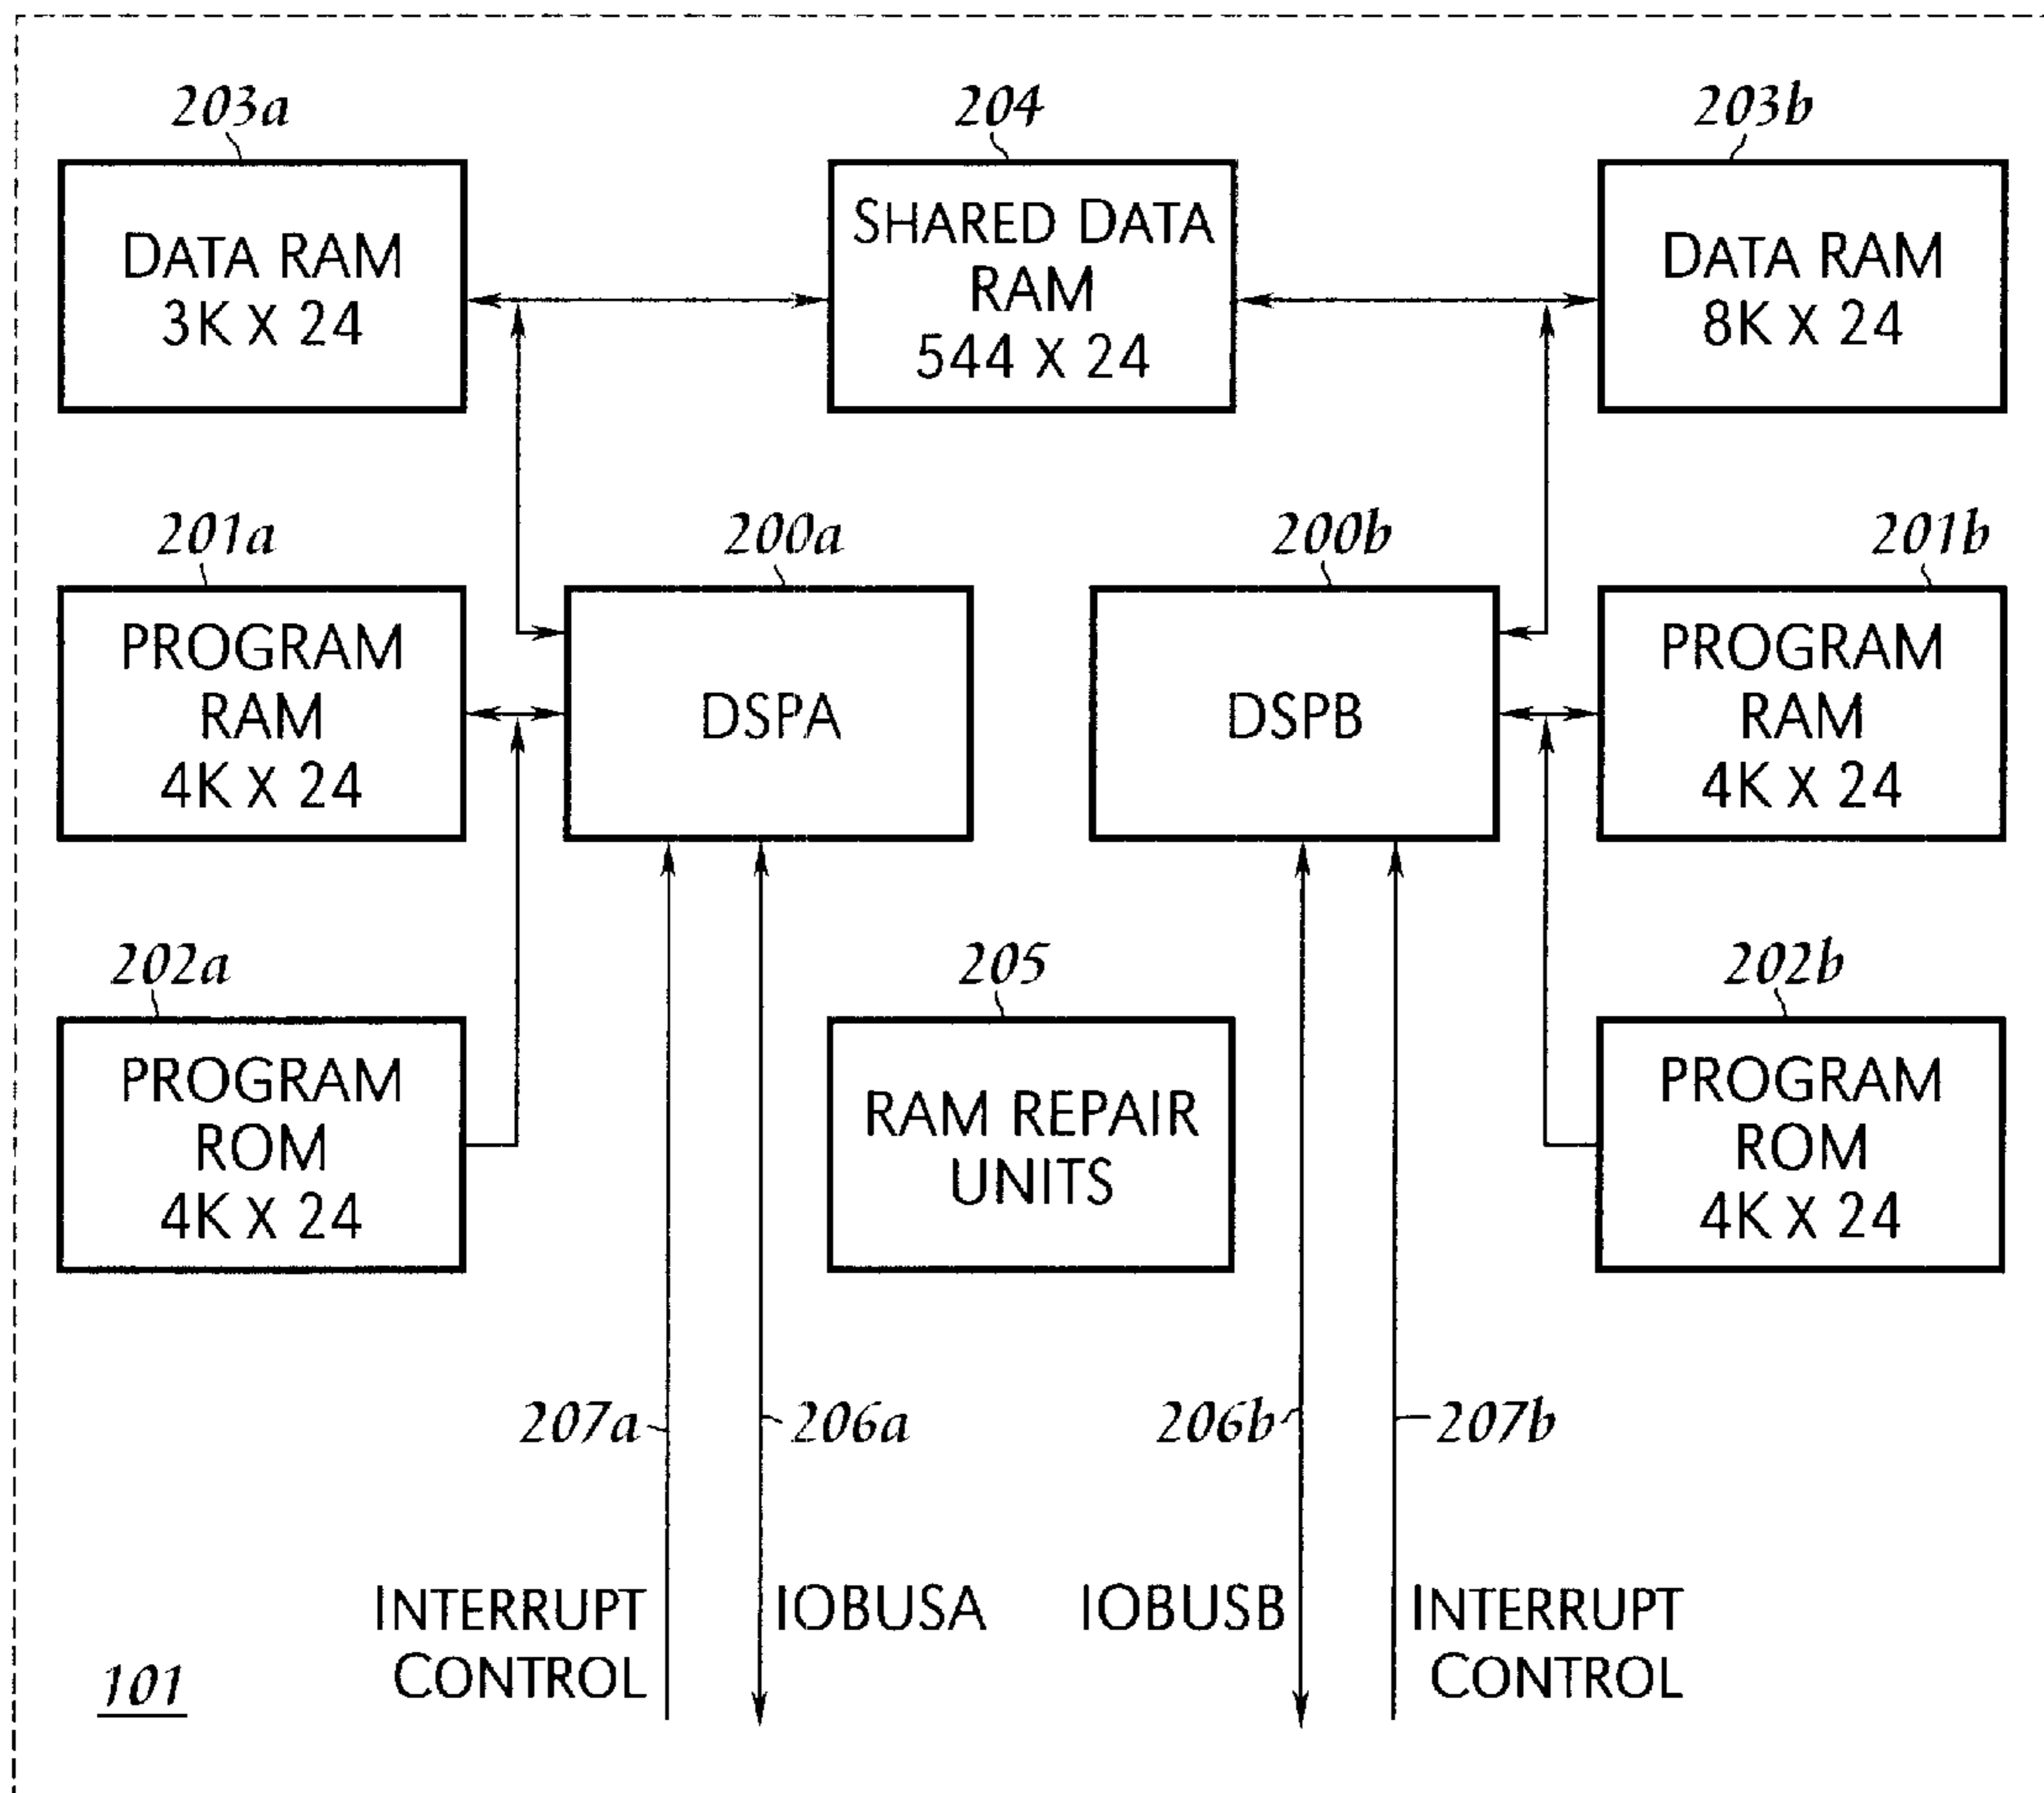 203a
204
203b
DATA RAM
3K X 24
SHARED DATA
RAM
544 X 24
DATA RAM
8K X 24
201a
200a
200b
201b
PROGRAM
RAM
4K X 24
DSPA
DSPB
PROGRAM
RAM
4K X 24
202a
205
202b
PROGRAM
ROM
4K X 24
RAM REPAIR
UNITS
PROGRAM
ROM
4K X 24
207a
206a
206b
207b
INTERRUPT
CONTROL
IOBUSA
IOBUSB
INTERRUPT
CONTROL
101